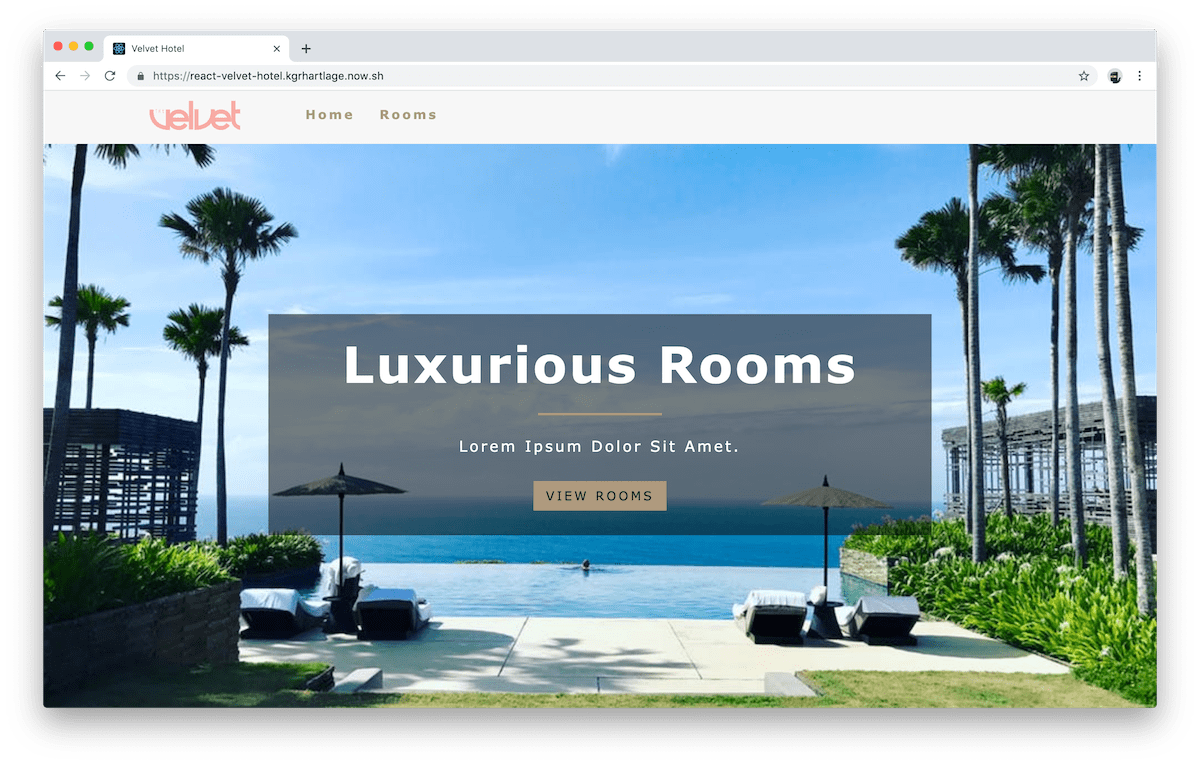 Velvet Hotel
https://react-velvet-hotel.kgrhartlage.now.sh
velvet
Home
Rooms
Luxurious Rooms
Lorem Ipsum Dolor Sit Amet.
VIEW ROOMS